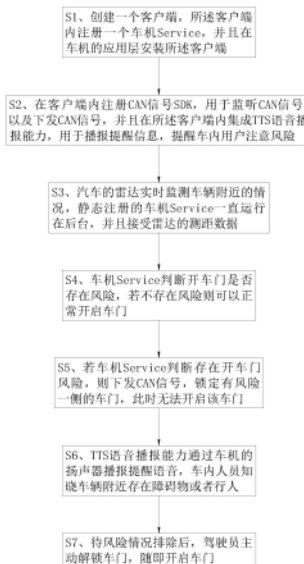 S1、创建一个客户端，所述客户端
内注册一个车机Service，并且在
车机的应用层安装所述客户端
S2、在客户端内注册CAN信号SDK，用于监听CAN信号
以及下发CAN信号，并且在所述客户端内集成TTS语音播
报能力，用于播报提醒信息，提醒车内用户注意风险
S3、汽车的雷达实时监测车辆附近的情
况，静态注册的车机Service一直运行
在后台，并且接受雷达的测距数据
S4、车机Service判断开车门是否
存在风险，若不存在风险则可以正
常开启车门
S5、若车机Service判断存在开车门
风险，则下发CAN信号，锁定有风险
一侧的车门，此时无法开启该车门
S6、TTS语音播报能力通过车机的
扬声器播报提醒语音，车内人员知
晓车辆附近存在障碍物或者行人
S7、待风险情况排除后，驾驶员主
动解锁车门，随即开启车门